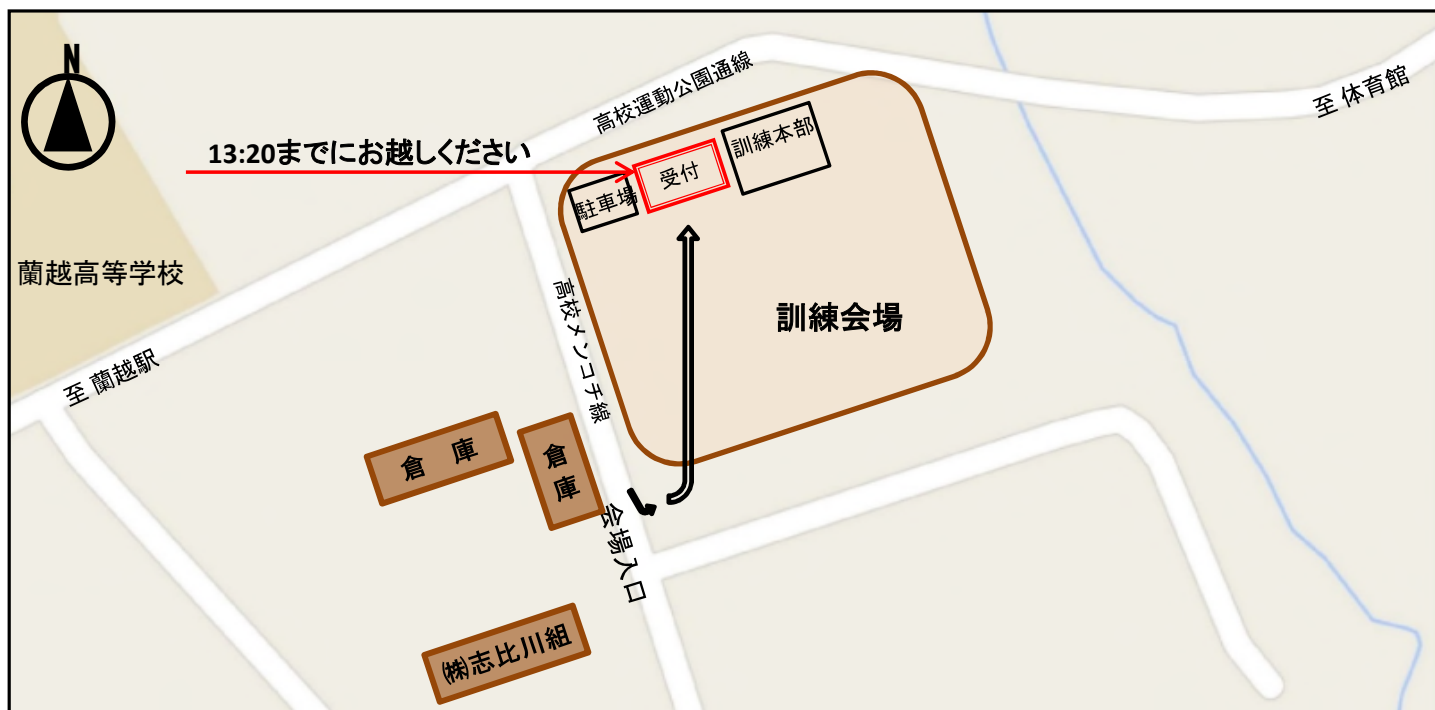 N
高校運動公園通線
至 体育館
13:20までにお越しください
訓練本部
受付
駐車場
蘭越高等学校
高校メンコチ線
訓練会場
至 蘭越駅
倉 庫
倉庫
会場入口
㈱志比川組